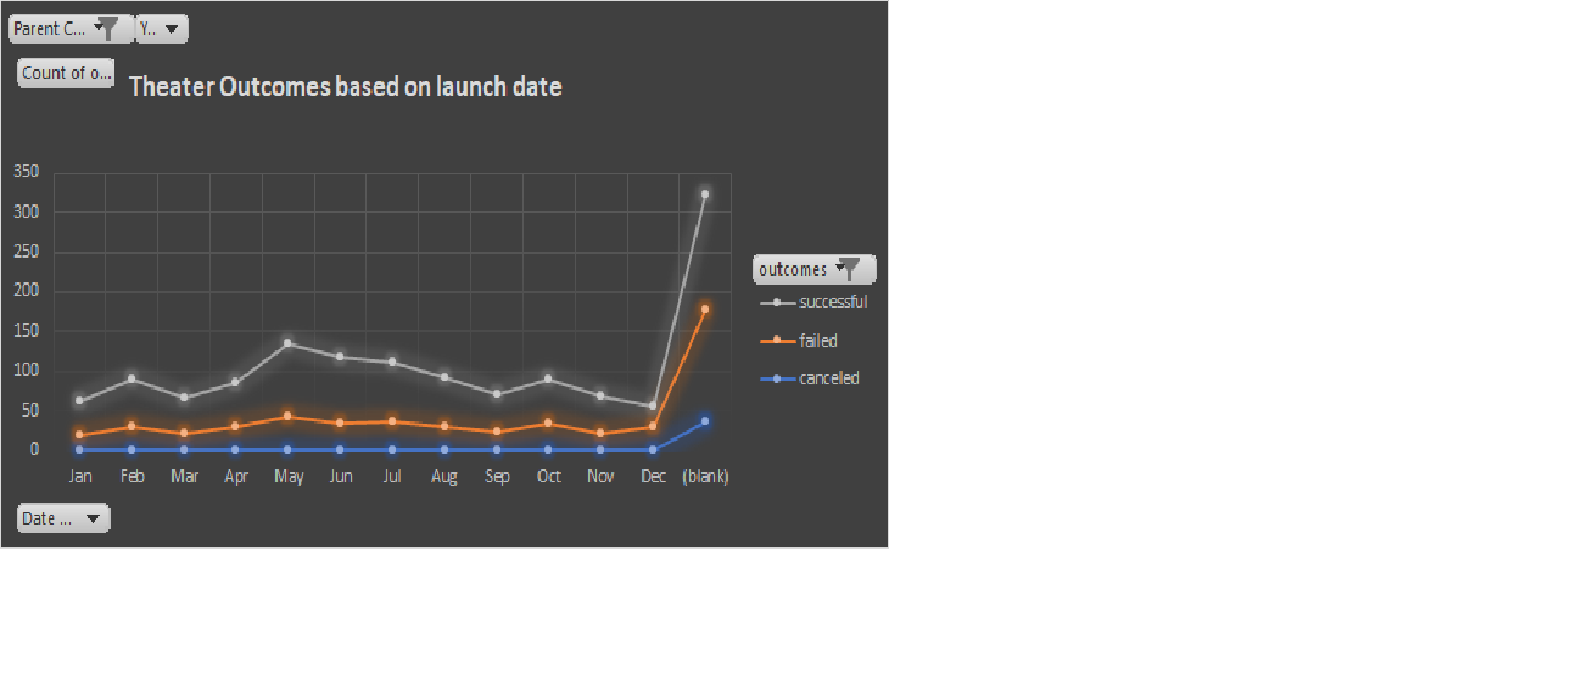 Parent C... Y..
Count of o...
Theater Outcomes based on launch date
350
300
250
200
150
100
50
0
Jan Feb Mar Apr May Jun Jul Aug Sep Oct Nov Dec (blank)
outcomes
successful
failed
canceled
Date ...